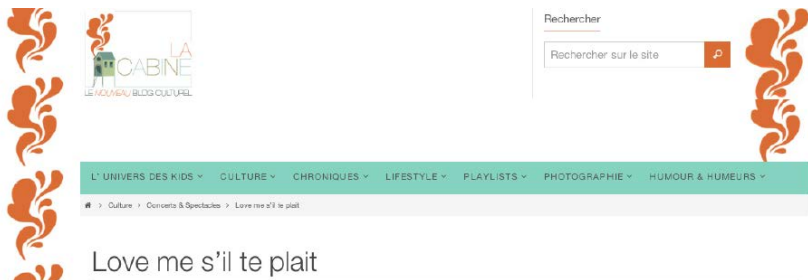 Rechercher
LA
CABINE
LE NOUVEAU BLOG CULTUREL
Rechercher sur le site
L' UNIVERS DES KIDS CULTURE CHRONIQUES LIFESTYLE PLAYLISTS PHOTOGRAPHIE HUMOUR & HUMEURS
> Culture > Concerts & Spectacles > Love me s'il te plait
Love me s'il te plait